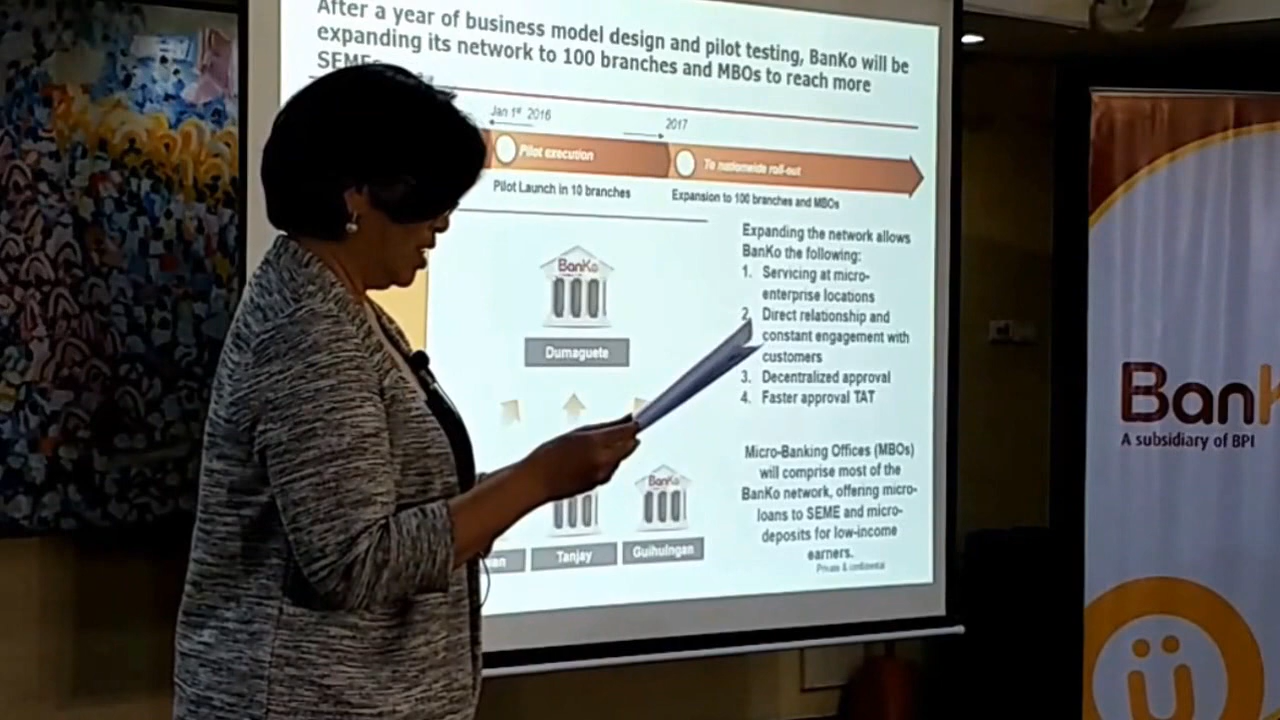 After a year of business model design and pilot testing, BanKo will be
expanding its network to 100 branches and MBOs to reach more
SEMEs
Jan 1st 2016
2017
Pilot execution
To nationwide roll-out
Pilot Launch in 10 branches
Expansion to 100 branches and MBOs
Expanding the network allows
BanKo the following:
1. Servicing at micro-
enterprise locations
2. Direct relationship and
constant engagement with
customers
3. Decentralized approval
4. Faster approval TAT
BanKo
Dumaguete
BanKo
Tanjay
Guihulngan
Micro-Banking Offices (MBOs)
will comprise most of the
BanKo network, offering micro-
loans to SEME and micro-
deposits for low-income
earners.
Private & confidential
BanK
A subsidiary of BPI